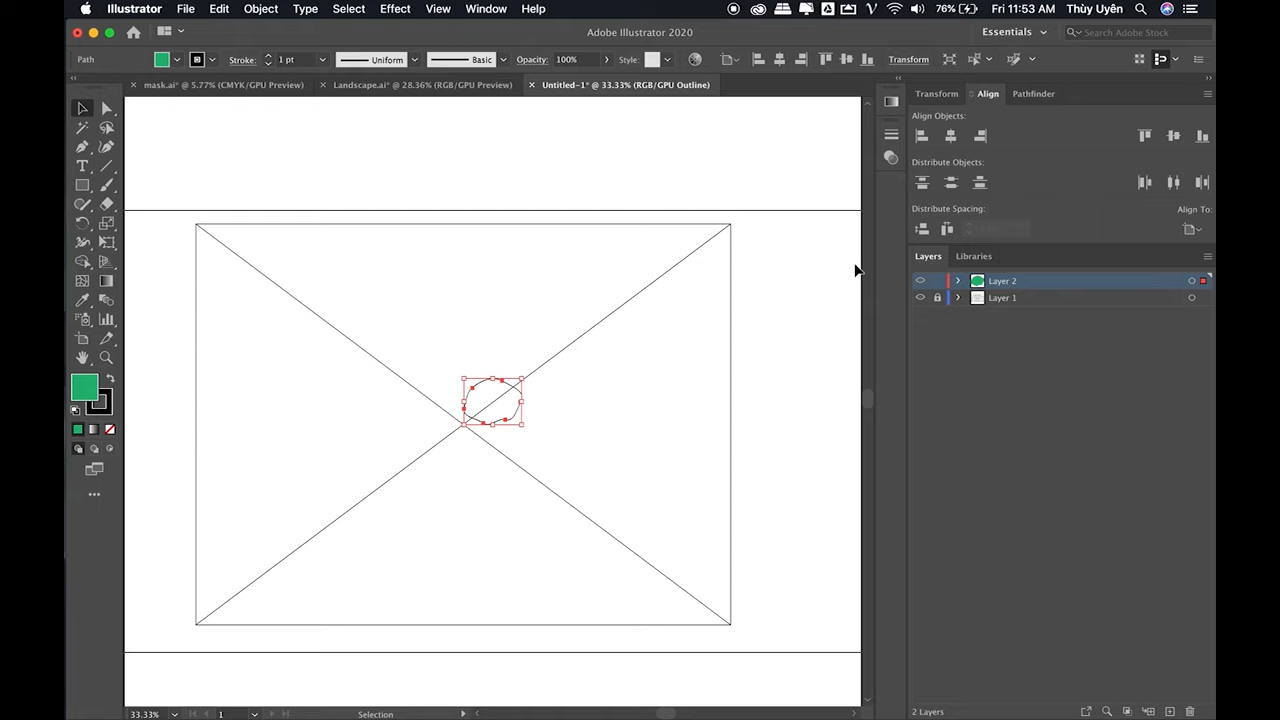 Illustrator File Edit Object Type Select Effect View Window Help 76% Fri 11:53 AM Thùy Uyên
Adobe Illustrator 2020 Essentials Search Adobe Stock
Path Stroke: 1 pt Uniform Basic Opacity: 100% Style: Transform
mask.ai* @ 5.77% (CMYK/GPU Preview) Landscape.ai* @ 28.36% (RGB/GPU Preview) Untitled-1* @ 33.33% (RGB/GPU Outline)
Transform Align Pathfinder
Align Objects:
Distribute Objects:
Distribute Spacing: Align To:
Layers Libraries
Layer 2
Layer 1
33.33% 1 Selection 2 Layers